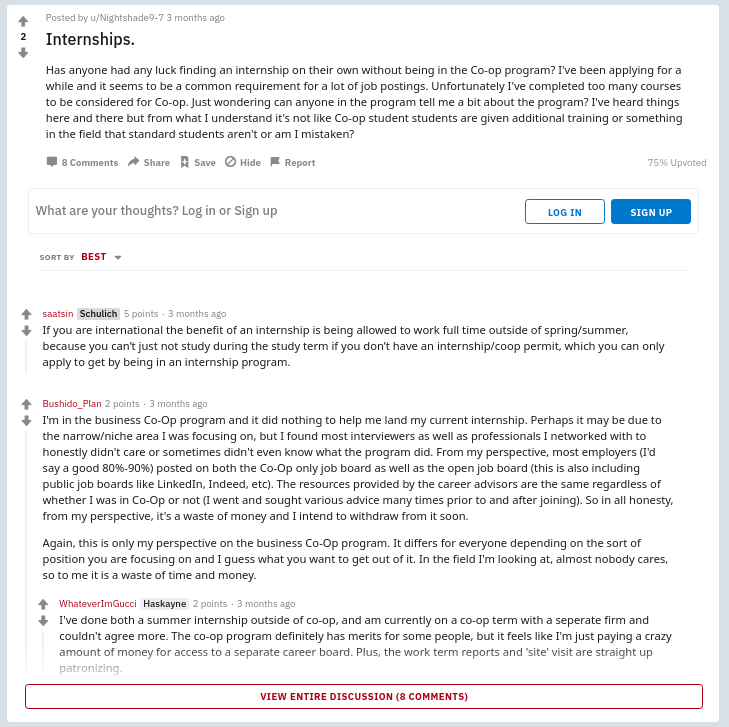 Posted by u/Nightshade9-7 3 months ago
2
Internships.
Has anyone had any luck finding an internship on their own without being in the Co-op program? I've been applying for a
while and it seems to be a common requirement for a lot of job postings. Unfortunately I've completed too many courses
to be considered for Co-op. Just wondering can anyone in the program tell me a bit about the program? I've heard things
here and there but from what I understand it's not like Co-op student students are given additional training or something
in the field that standard students aren't or am I mistaken?
8 Comments Share Save Hide Report 75% Upvoted
What are your thoughts? Log in or Sign up LOG IN SIGN UP
SORT BY BEST
saatsin Schulich 5 points · 3 months ago
If you are international the benefit of an internship is being allowed to work full time outside of spring/summer,
because you can’t just not study during the study term if you don’t have an internship/coop permit, which you can only
apply to get by being in an internship program.
Bushido_Plan 2 points · 3 months ago
I'm in the business Co-Op program and it did nothing to help me land my current internship. Perhaps it may be due to
the narrow/niche area I was focusing on, but I found most interviewers as well as professionals I networked with to
honestly didn't care or sometimes didn't even know what the program did. From my perspective, most employers (I'd
say a good 80%-90%) posted on both the Co-Op only job board as well as the open job board (this is also including
public job boards like LinkedIn, Indeed, etc). The resources provided by the career advisors are the same regardless of
whether I was in Co-Op or not (I went and sought various advice many times prior to and after joining). So in all honesty,
from my perspective, it's a waste of money and I intend to withdraw from it soon.
Again, this is only my perspective on the business Co-Op program. It differs for everyone depending on the sort of
position you are focusing on and I guess what you want to get out of it. In the field I'm looking at, almost nobody cares,
so to me it is a waste of time and money.
WhateverImGucci Haskayne 2 points · 3 months ago
I've done both a summer internship outside of co-op, and am currently on a co-op term with a seperate firm and
couldn't agree more. The co-op program definitely has merits for some people, but it feels like I'm just paying a crazy
amount of money for access to a separate career board. Plus, the work term reports and 'site' visit are straight up
patronizing.
VIEW ENTIRE DISCUSSION (8 COMMENTS)